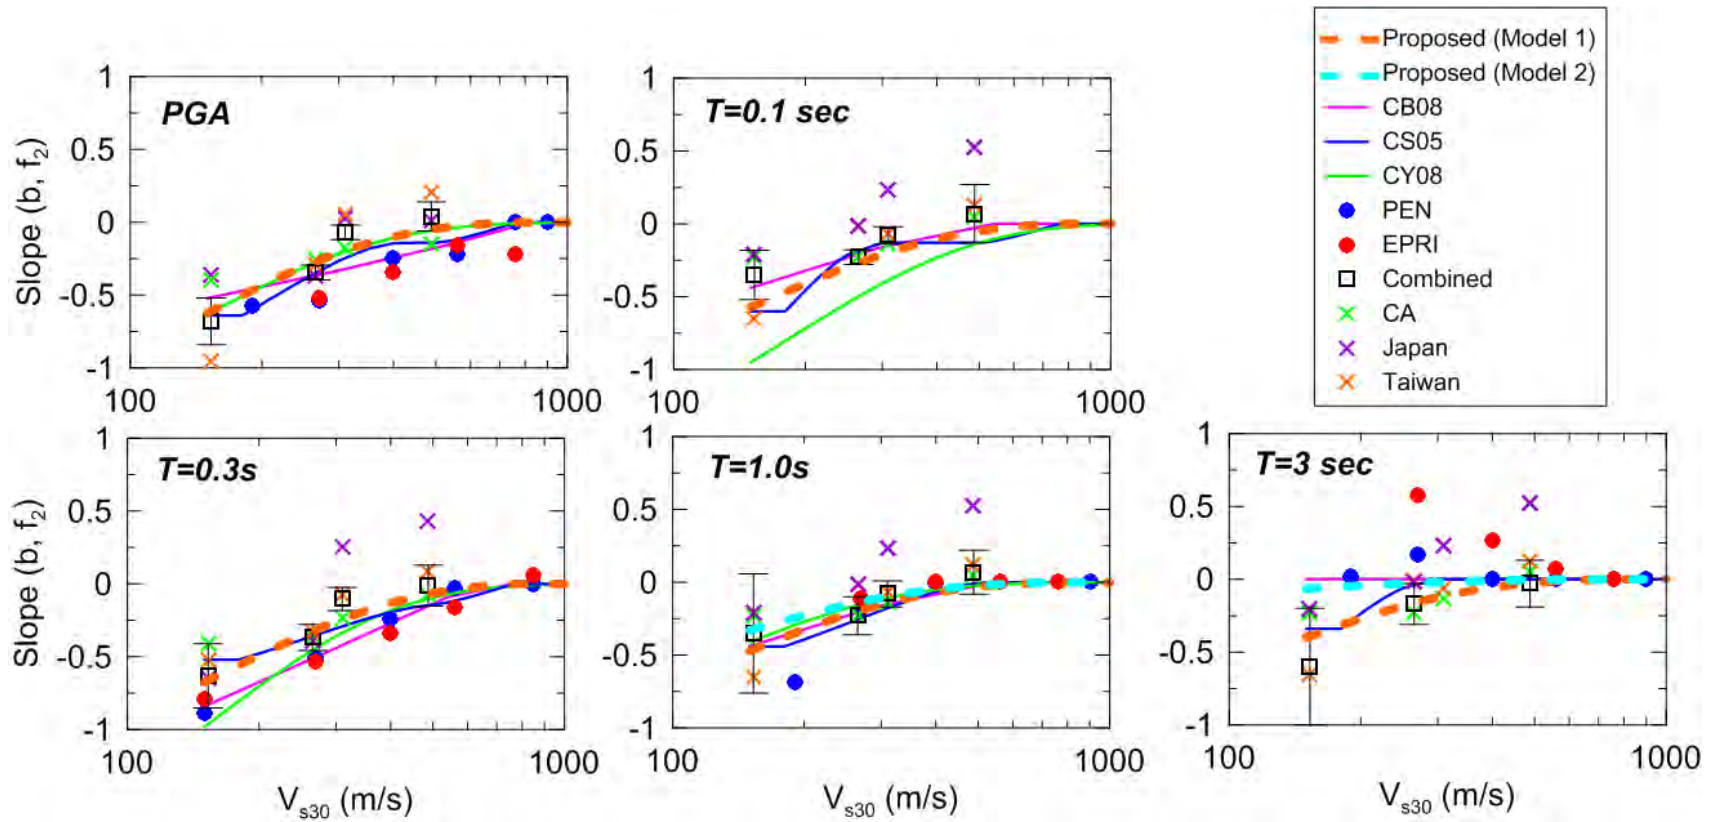 Proposed (Model 1)
Proposed (Model 2)
CB08
CS05
CY08
PEN
EPRI
Combined
CA
Japan
Taiwan
PGA
1
0.5
0
-0.5
-1
100
1000
Slope (b, f2)
T=0.1 sec
1
0.5
0
-0.5
-1
100
1000
T=0.3s
1
0.5
0
-0.5
-1
100
1000
Slope (b, f2)
Vs30 (m/s)
T=1.0s
1
0.5
0
-0.5
-1
100
1000
Vs30 (m/s)
T=3 sec
1
0.5
0
-0.5
-1
100
1000
Vs30 (m/s)